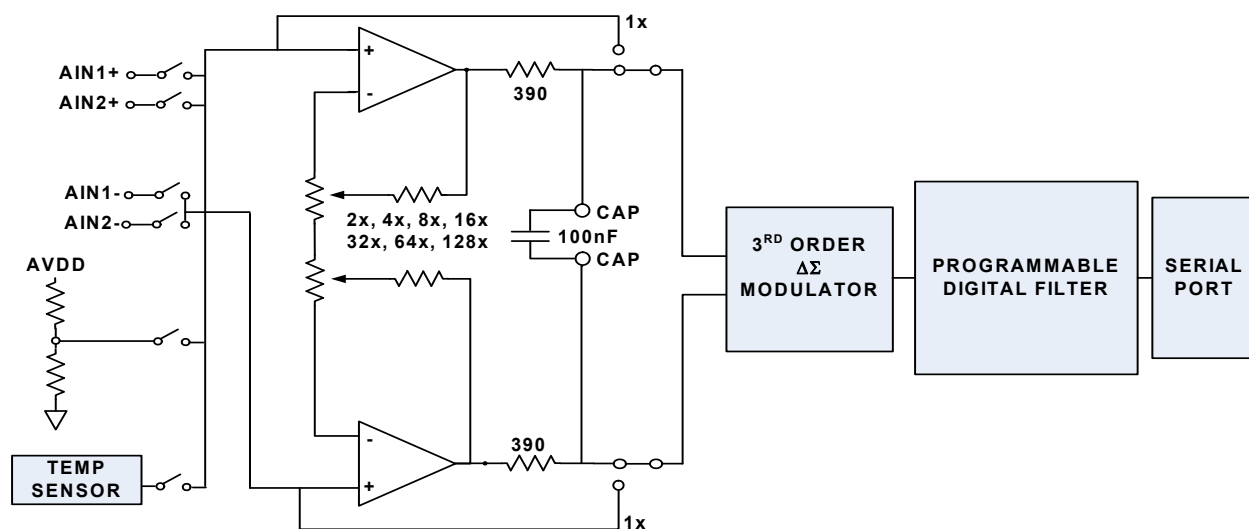 1x
AIN1+
AIN2+
+
-
390
AIN1-
AIN2-
2x, 4x, 8x, 16x
32x, 64x, 128x
CAP
100nF
CAP
AVDD
3RD ORDER
ΔΣ
MODULATOR
PROGRAMMABLE
DIGITAL FILTER
SERIAL
PORT
-
+
390
TEMP
SENSOR
1x